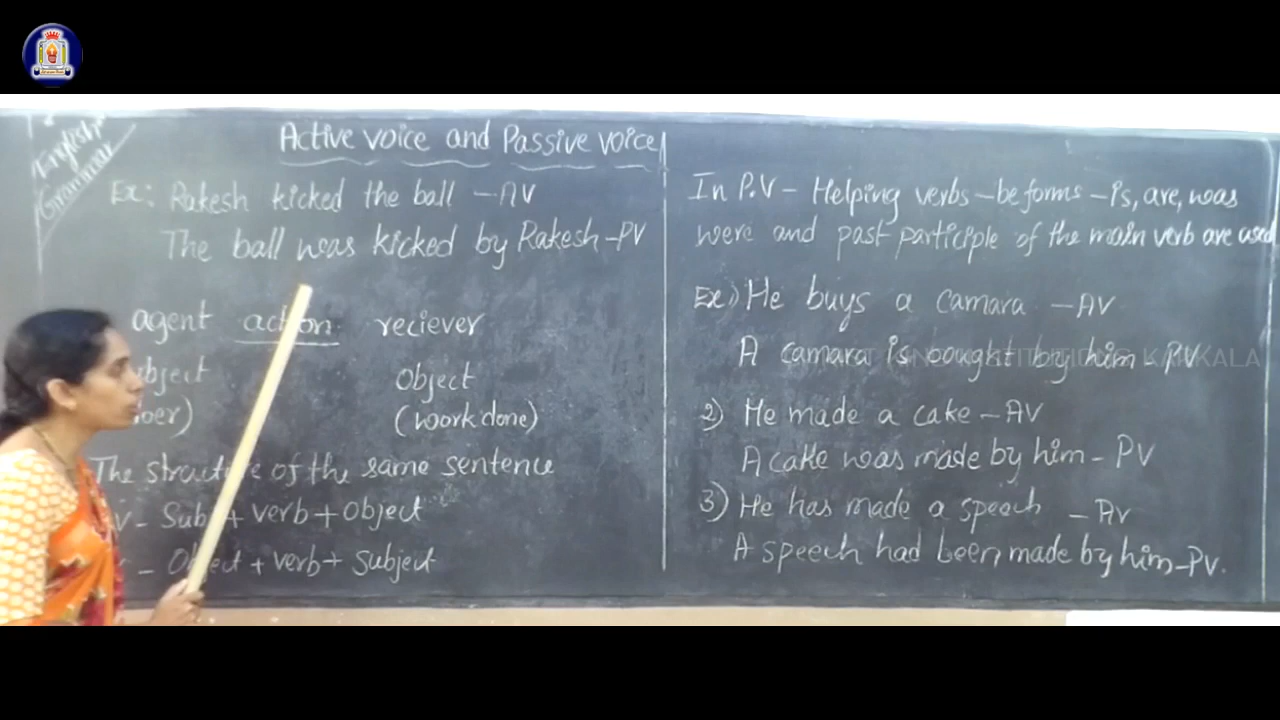 English
Grammar
Active voice and Passive voice
Ex: Rakesh kicked the ball - AV
The ball was kicked by Rakesh - PV
agent action reciever
Object
(work done)
The structure of the same sentence
Sub + verb + Object
- Object + verb + Subject
In P.V - Helping verbs - be forms - is, are, was
were and past participle of the main verb are used
Ex 1) He buys a camara - AV
A camara is bought by him - PV
2) He made a cake - AV
A cake was made by him - PV
3) He has made a speech - AV
A speech had been made by him - PV.